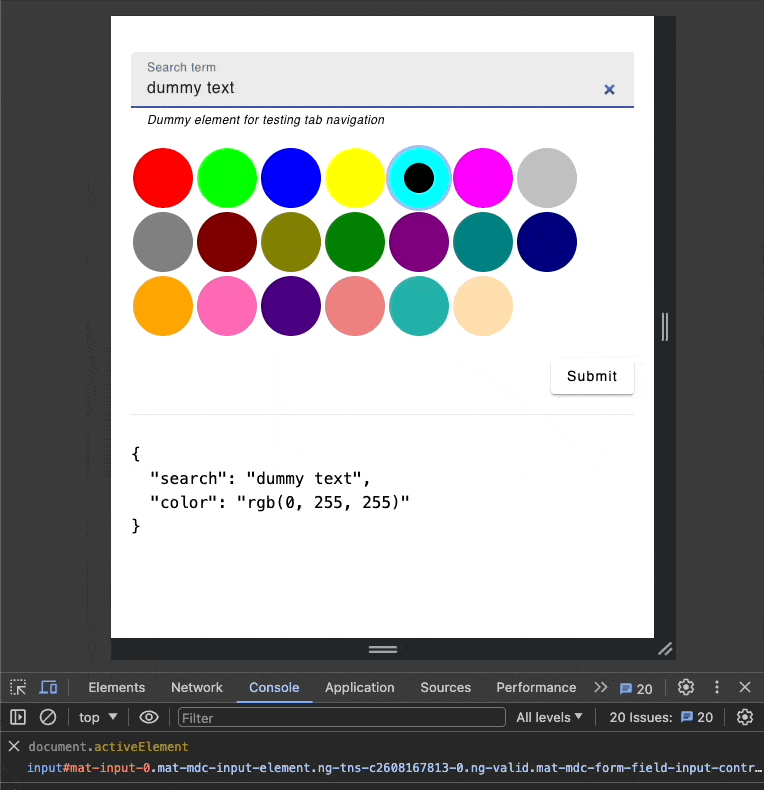 Search term
dummy text
Dummy element for testing tab navigation
Submit
{
"search": "dummy text",
"color": "rgb(0, 255, 255)"
}
Elements Network Console Application Sources Performance 20
top Filter All levels 20 Issues: 20
document.activeElement
input#mat-input-0.mat-mdc-input-element.ng-tns-c2608167813-0.ng-valid.mat-mdc-form-field-input-contr…